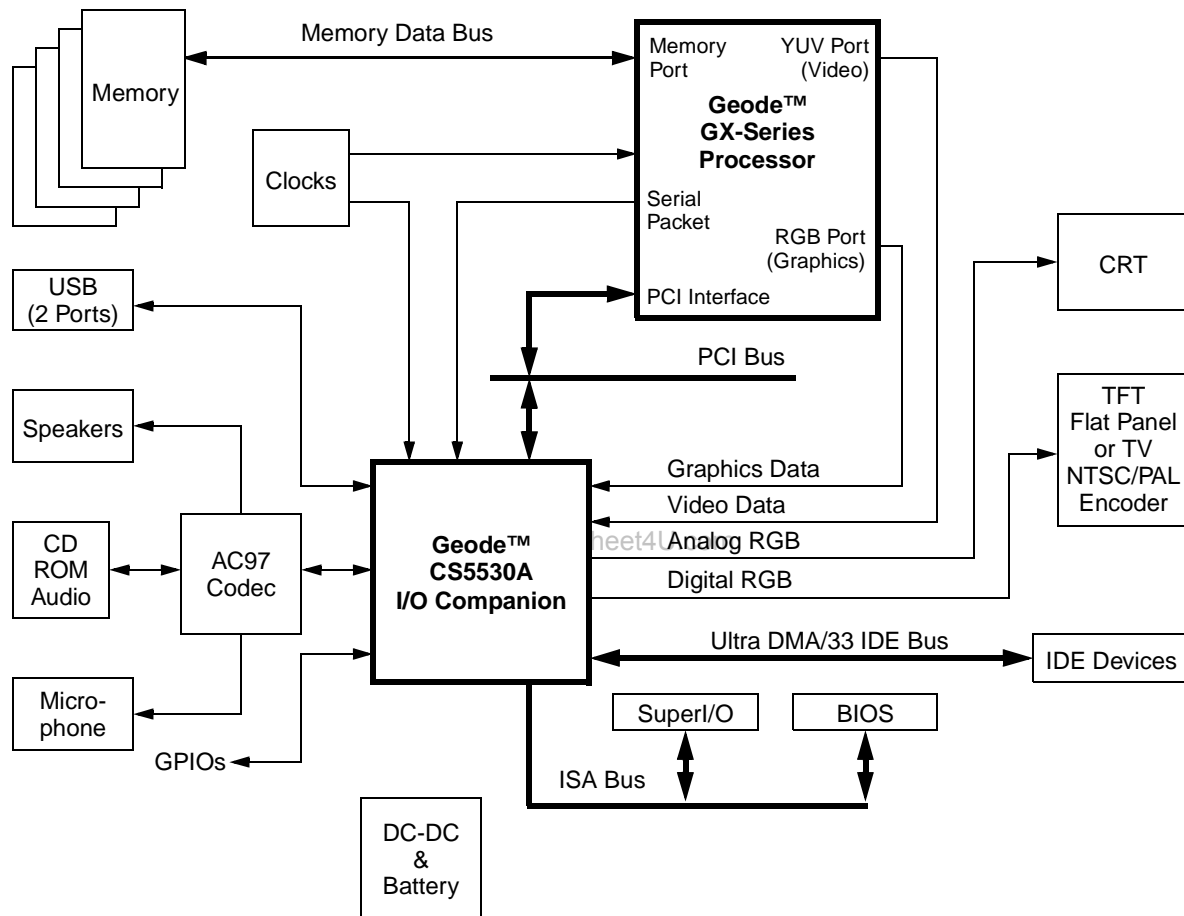 Memory Data Bus
Memory
Memory
Port
YUV Port
(Video)
Geode™
GX-Series
Processor
Clocks
Serial
Packet
RGB Port
(Graphics)
PCI Interface
CRT
USB
(2 Ports)
PCI Bus
Speakers
TFT
Flat Panel
or TV
NTSC/PAL
Encoder
Graphics Data
Video Data
Analog RGB
Digital RGB
CD
ROM
Audio
AC97
Codec
Geode™
CS5530A
I/O Companion
Ultra DMA/33 IDE Bus
IDE Devices
Micro-
phone
SuperI/O
BIOS
GPIOs
ISA Bus
DC-DC
&
Battery